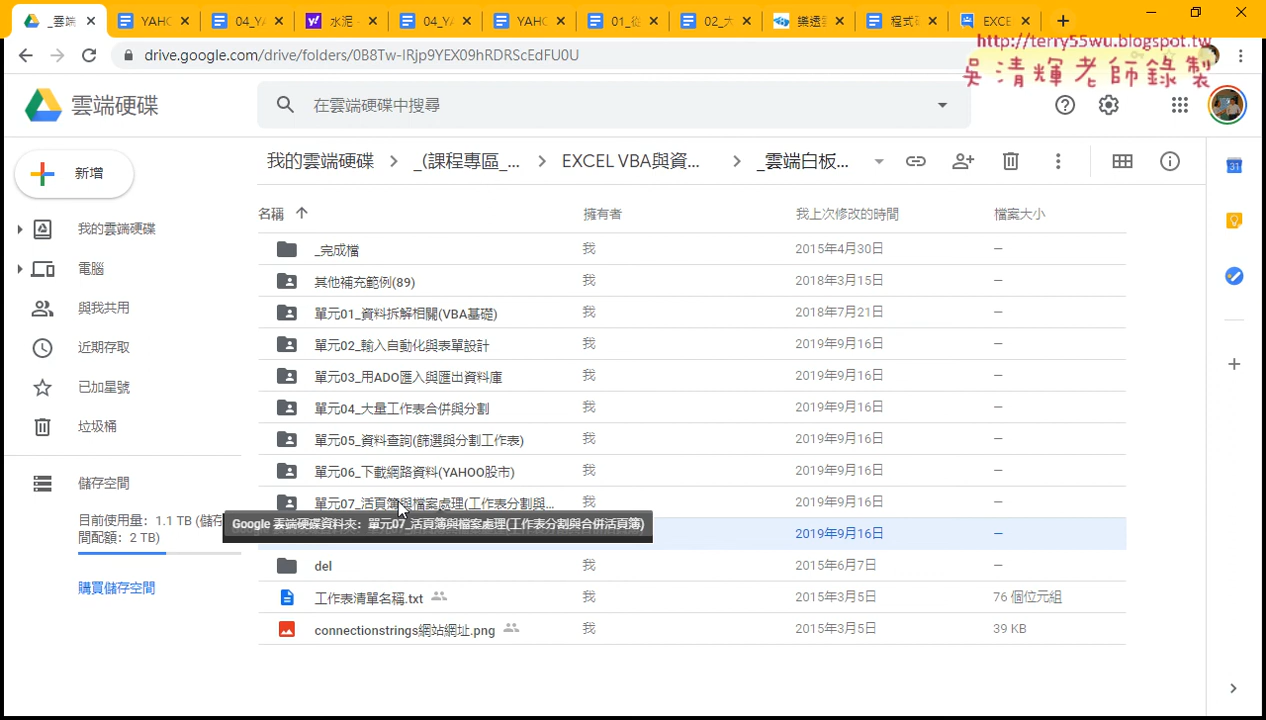 _雲端
YAHO
04_YA
水泥 -
04_YA
YAHO
01_從
02_大
樂透
程式
EXCE
drive.google.com/drive/folders/0B8Tw-IRjp9YEX09hRDRScEdFU0U
http://terry55wu.blogspot.tw
吳清輝老師錄製
雲端硬碟
在雲端硬碟中搜尋
新增
我的雲端硬碟
_(課程專區_...
EXCEL VBA與資...
_雲端白板...
名稱
擁有者
我上次修改的時間
檔案大小
_完成檔 我 2015年4月30日 —
其他補充範例(89) 我 2018年3月15日 —
單元01_資料拆解相關(VBA基礎) 我 2018年7月21日 —
單元02_輸入自動化與表單設計 我 2019年9月16日 —
單元03_用ADO匯入與匯出資料庫 我 2019年9月16日 —
單元04_大量工作表合併與分割 我 2019年9月16日 —
單元05_資料查詢(篩選與分割工作表) 我 2019年9月16日 —
單元06_下載網路資料(YAHOO股市) 我 2019年9月16日 —
單元07_活頁簿與檔案處理(工作表分割與... 我 2019年9月16日 —
Google 雲端硬碟資料夾: 單元07_活頁簿與檔案處理(工作表分割與合併活頁簿)
2019年9月16日 —
del 我 2015年6月7日 —
工作表清單名稱.txt 我 2015年3月5日 76 個位元組
connectionstrings網站網址.png 我 2015年3月5日 39 KB
我的雲端硬碟
電腦
與我共用
近期存取
已加星號
垃圾桶
儲存空間
目前使用量: 1.1 TB (儲存
間配額: 2 TB)
購買儲存空間
31